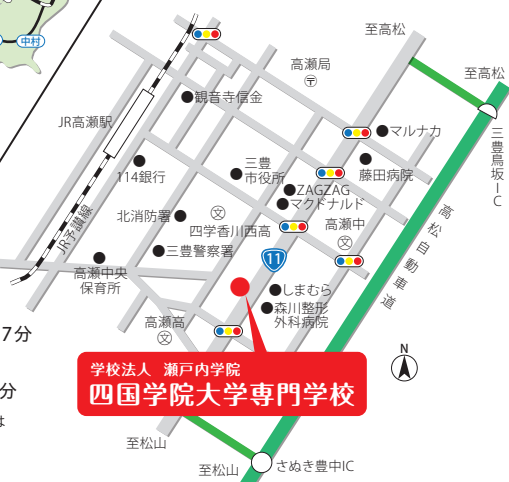 中村
至高松
高瀬局
至高松
観音寺信金
JR高瀬駅
マルナカ
三豊鳥坂IC
114銀行
三豊
市役所
藤田病院
ZAGZAG
マクドナルド
北消防署
文
四学香川西高
高瀬中
文
高松自動車道
JR予讃線
三豊警察署
11
高瀬中央
保育所
しまむら
森川整形
外科病院
高瀬高
文
7分
N
学校法人 瀬戸内学院
四国学院大学専門学校
分
は
至松山
至松山
さぬき豊中IC